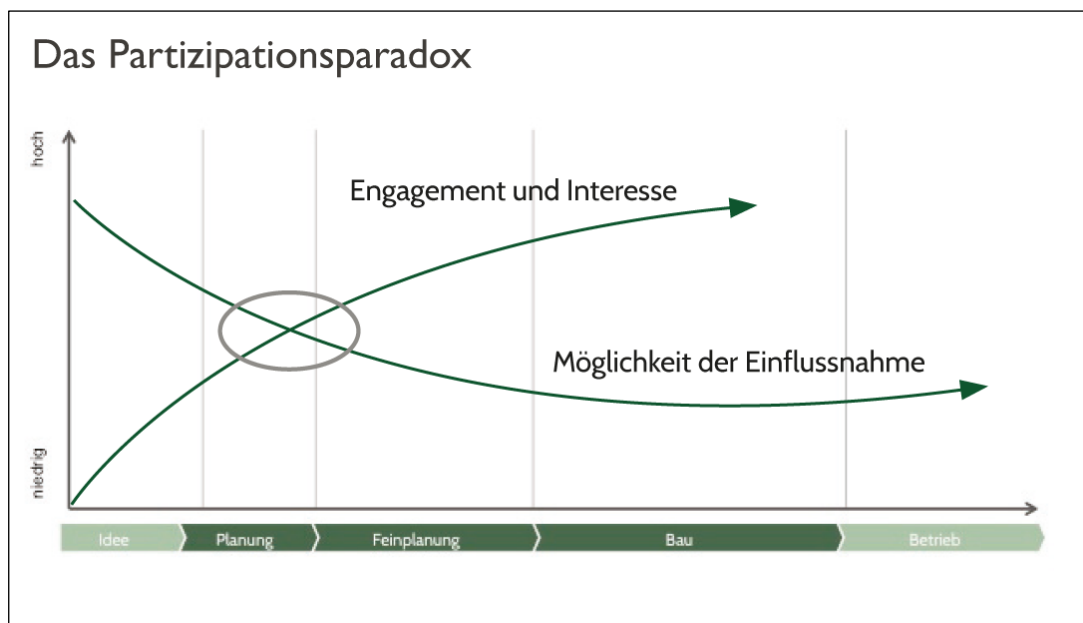 Das Partizipationsparadox
hoch
Engagement und Interesse
Möglichkeit der Einflussnahme
niedrig
Idee
Planung
Feinplanung
Bau
Betrieb